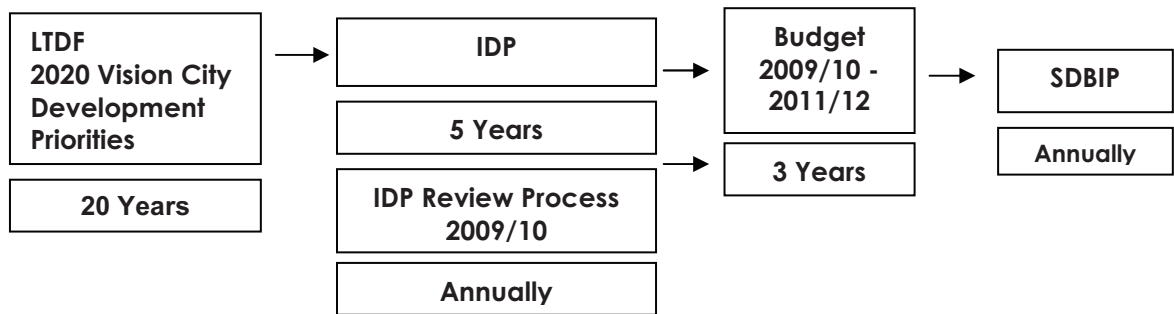 LTDF
2020 Vision City
Development
Priorities
20 Years
IDP
5 Years
IDP Review Process
2009/10
Annually
Budget
2009/10 -
2011/12
3 Years
SDBIP
Annually